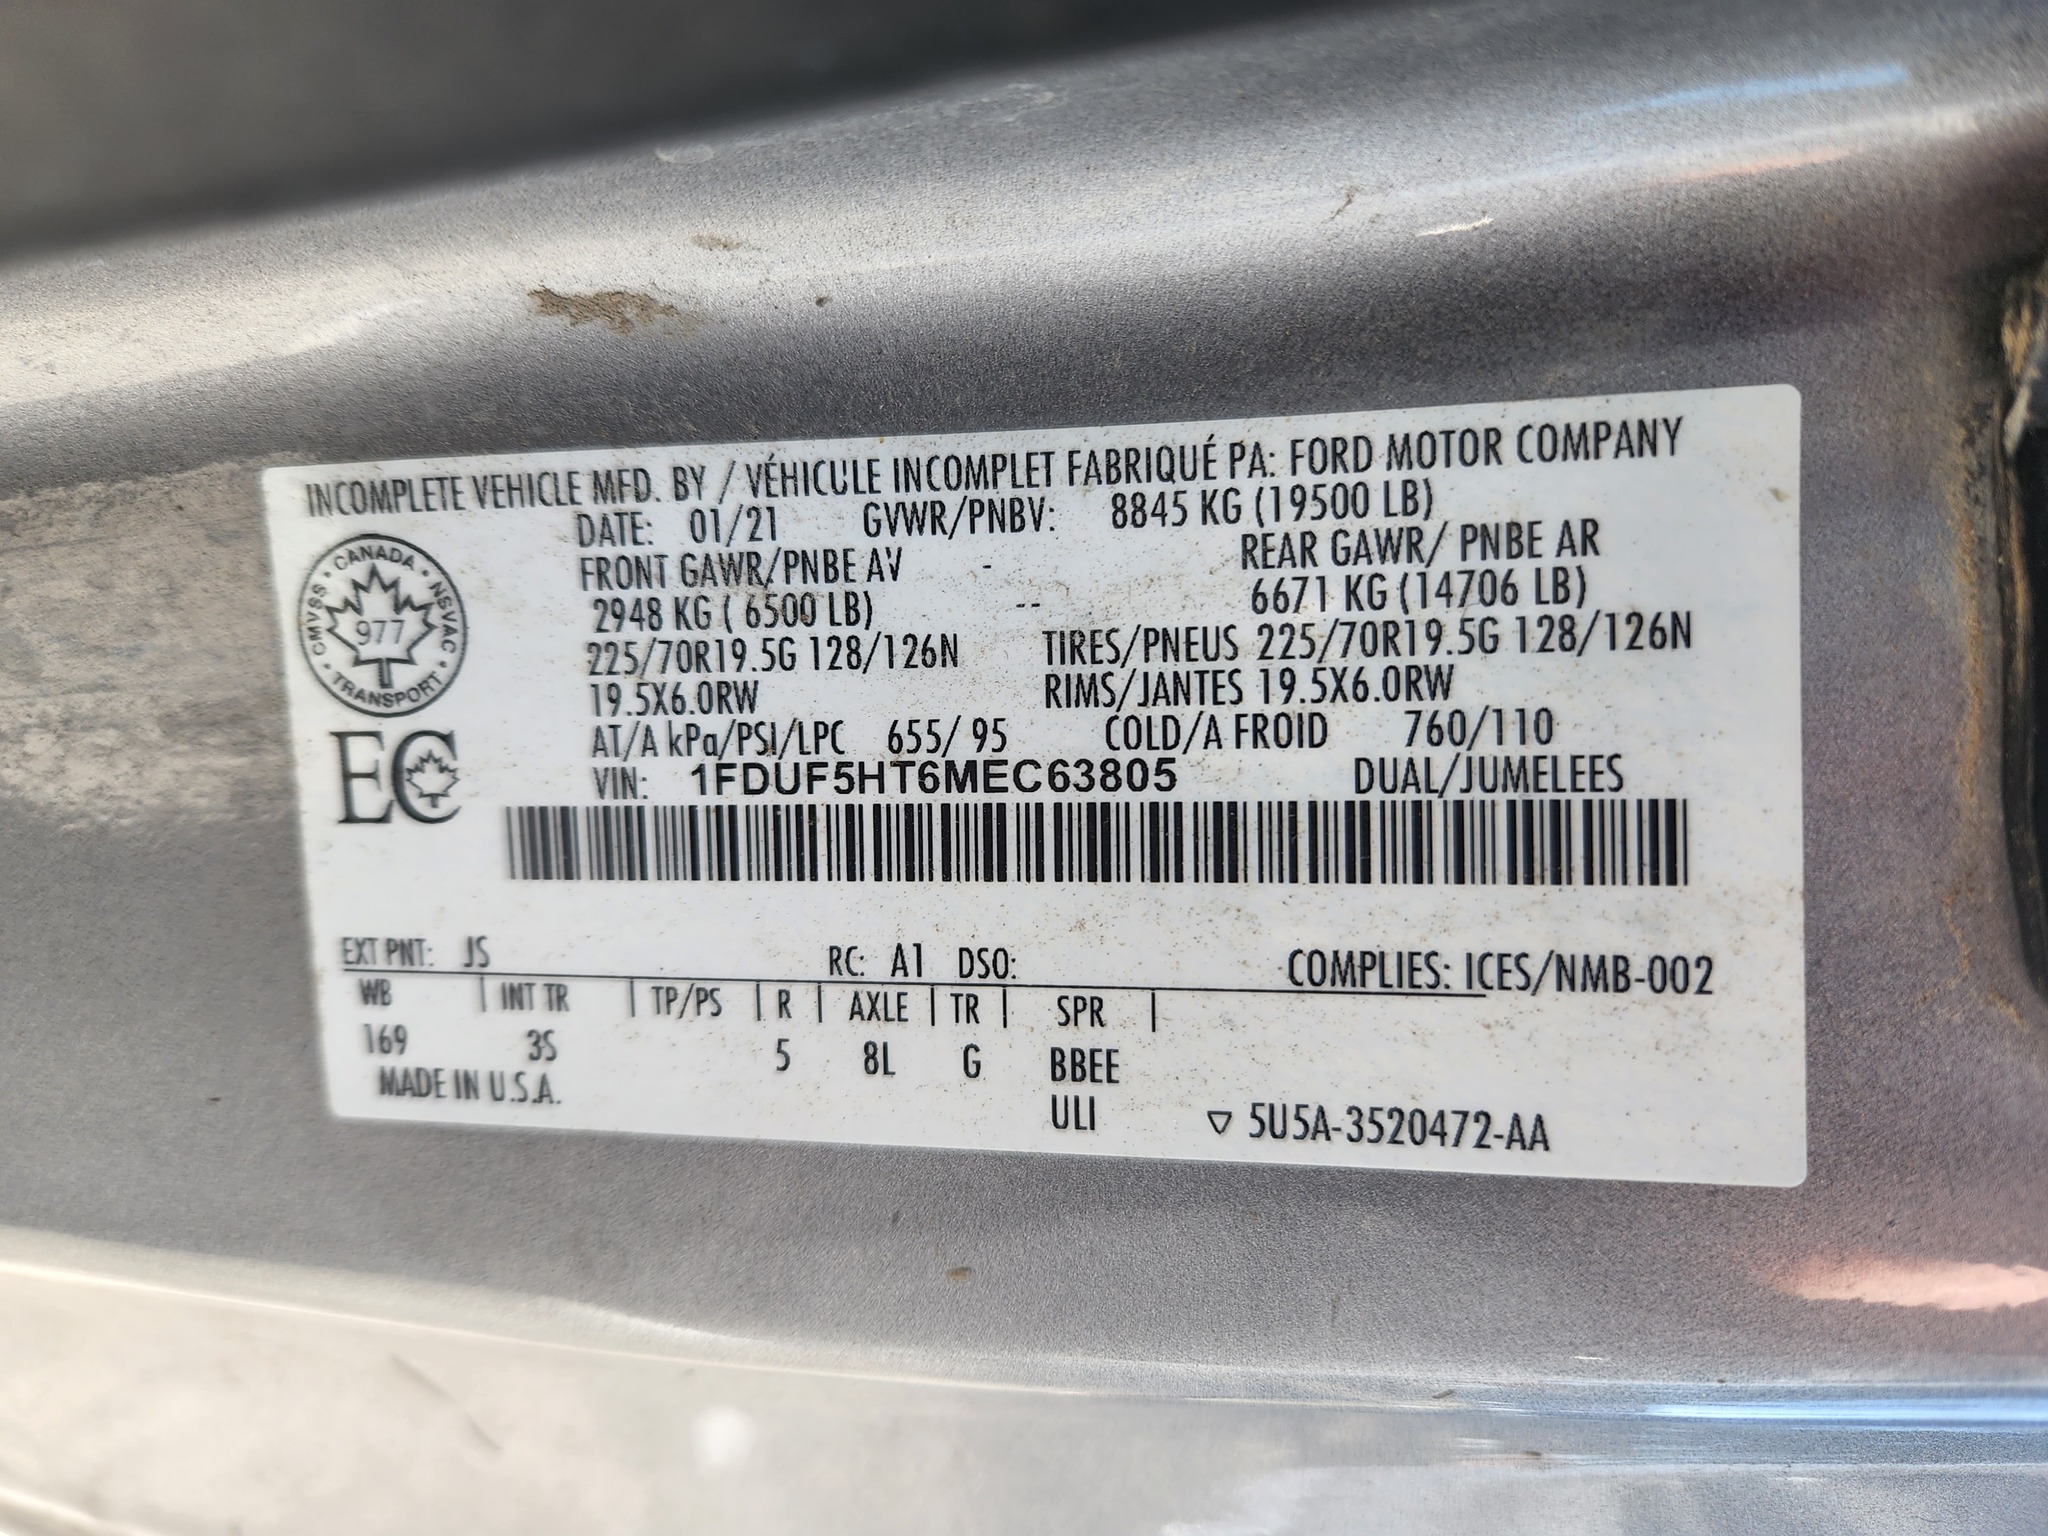 INCOMPLETE VEHICLE MFD. BY / VÉHICULE INCOMPLET FABRIQUÉ PA: FORD MOTOR COMPANY
DATE: 01/21 GVWR/PNBV: 8845 KG (19500 LB)
FRONT GAWR/PNBE AV - REAR GAWR/ PNBE AR
2948 KG ( 6500 LB) -- 6671 KG (14706 LB)
225/70R19.5G 128/126N TIRES/PNEUS 225/70R19.5G 128/126N
19.5X6.0RW RIMS/JANTES 19.5X6.0RW
AT/A kPa/PSI/LPC 655/ 95 COLD/A FROID 760/110
VIN: 1FDUF5HT6MEC63805 DUAL/JUMELEES
CANADA · NSVAC · TRANSPORT · CMVSS ·
977
EC
EXT PNT: JS RC: A1 DSO: COMPLIES: ICES/NMB-002
WB | INT TR | TP/PS | R | AXLE | TR | SPR |
169 3S 5 8L G BBEE
MADE IN U.S.A. ULI ▽ 5U5A-3520472-AA